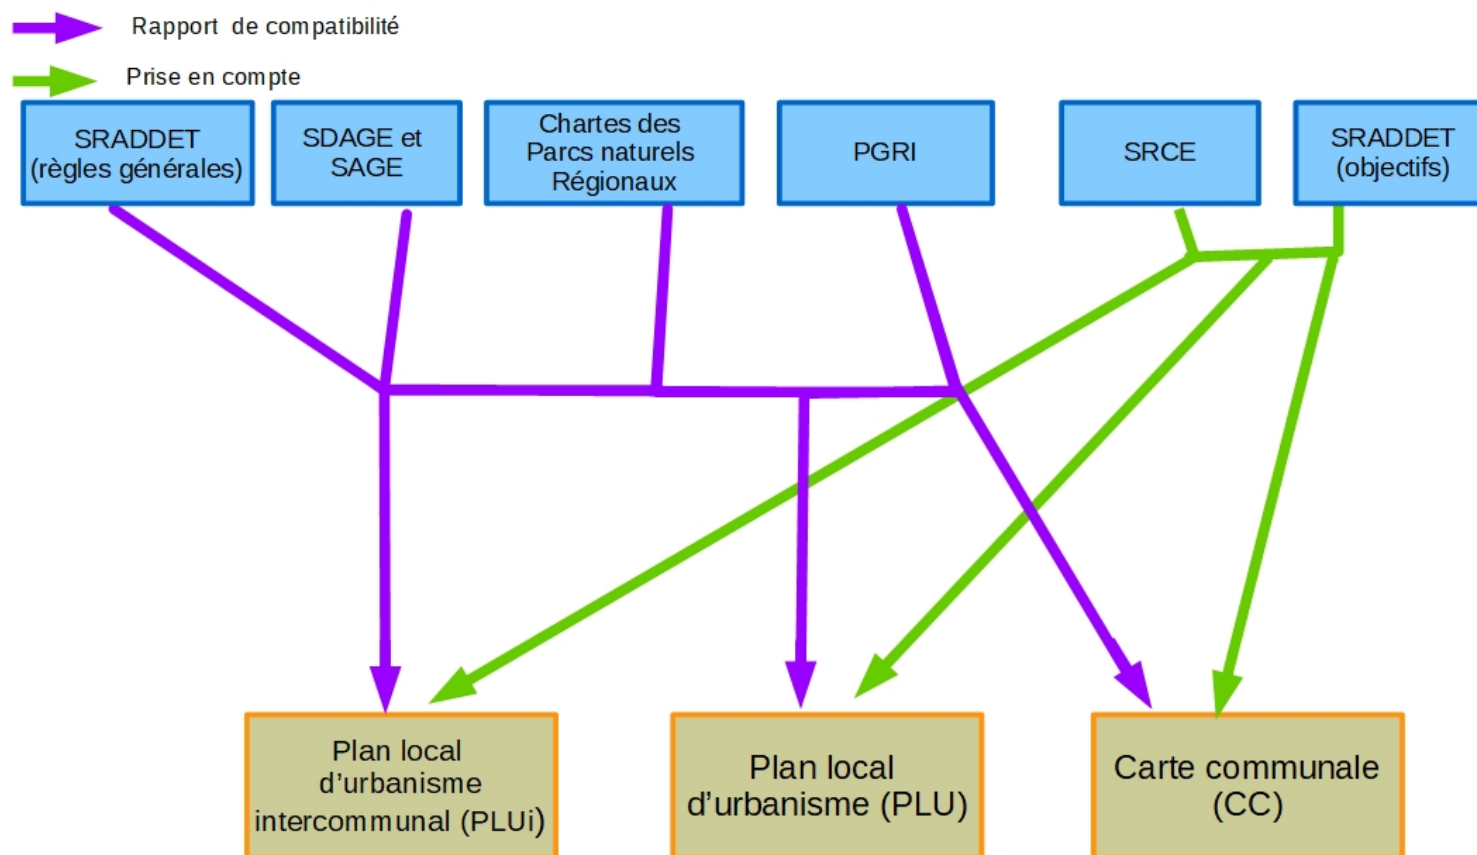 Rapport de compatibilité
Prise en compte
SRADDET
(règles générales)
SDAGE et
SAGE
Chartes des
Parcs naturels
Régionaux
PGRI
SRCE
SRADDET
(objectifs)
Plan local
d'urbanisme
intercommunal (PLUi)
Plan local
d'urbanisme (PLU)
Carte communale
(CC)